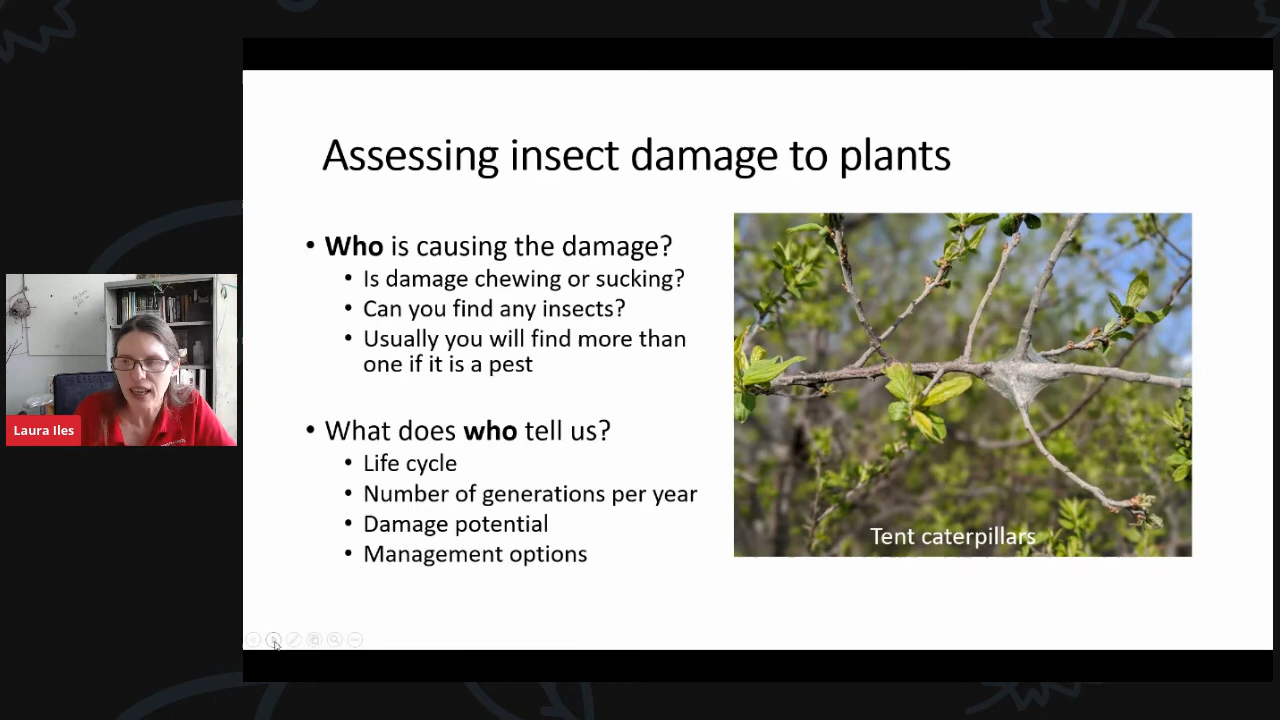 Assessing insect damage to plants
• Who is causing the damage?
• Is damage chewing or sucking?
• Can you find any insects?
• Usually you will find more than
one if it is a pest
• What does who tell us?
• Life cycle
• Number of generations per year
• Damage potential
• Management options
Tent caterpillars
Laura Iles